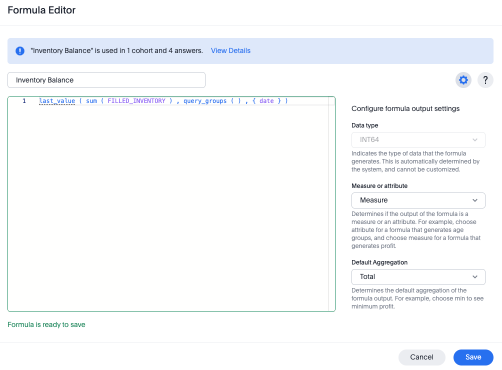 Formula Editor
"Inventory Balance" is used in 1 cohort and 4 answers. View Details
Inventory Balance
?
1 last_value ( sum ( FILLED_INVENTORY ) , query_groups ( ) , { date } )
Configure formula output settings
Data type
INT64
Indicates the type of data that the formula
generates. This is automatically determined by
the system, and cannot be customized.
Measure or attribute
Measure
Determines if the output of the formula is a
measure or an attribute. For example, choose
attribute for a formula that generates age
groups, and choose measure for a formula that
generates profit.
Default Aggregation
Total
Determines the default aggregation of the
formula output. For example, choose min to see
minimum profit.
Formula is ready to save
Cancel
Save